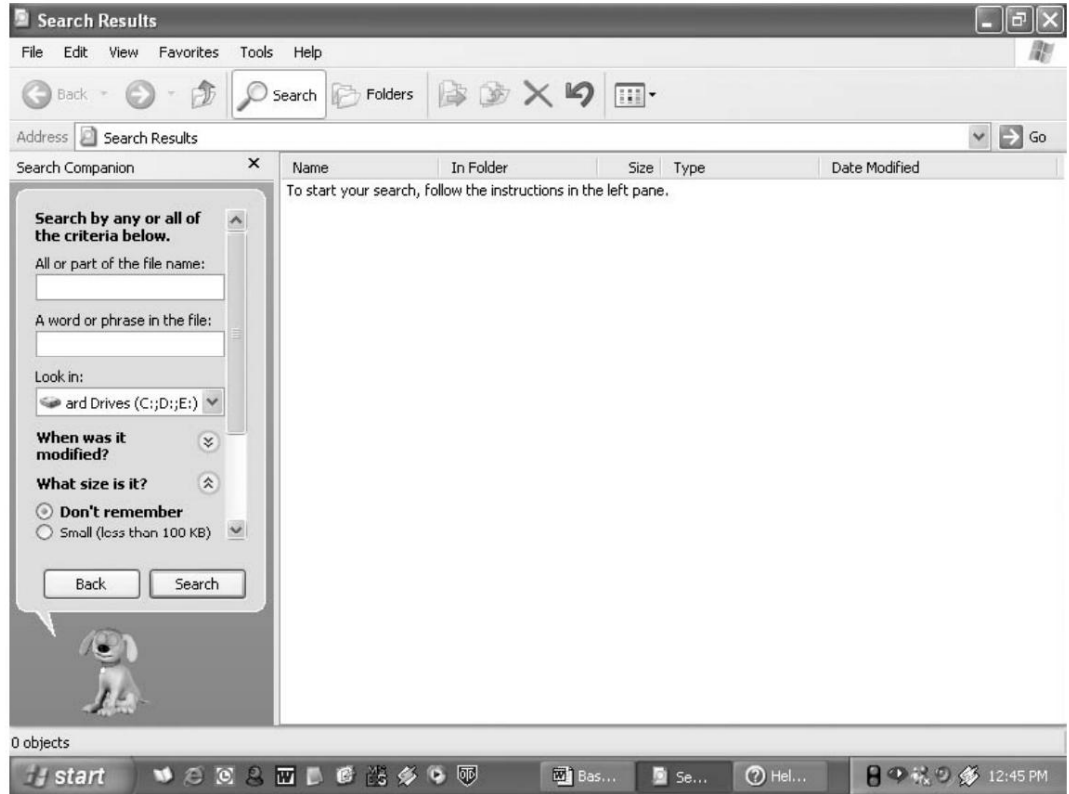 Search Results
File Edit View Favorites Tools Help
Back Search Folders
Address Search Results Go
Search Companion
Name In Folder Size Type Date Modified
To start your search, follow the instructions in the left pane.
Search by any or all of
the criteria below.
All or part of the file name:
A word or phrase in the file:
Look in:
ard Drives (C:;D:;E:)
When was it
modified?
What size is it?
Don't remember
Small (less than 100 KB)
Back Search
0 objects
start W Bas... Se... Hel... 12:45 PM